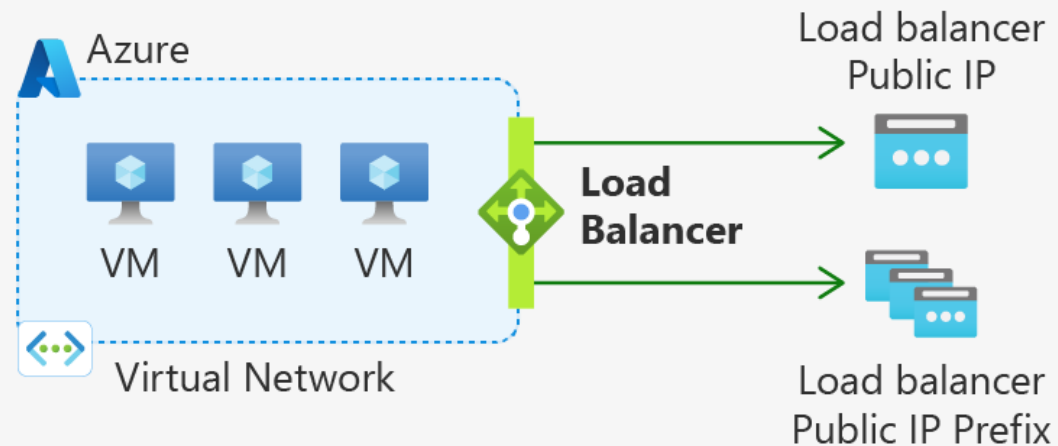 Azure
VM
VM
VM
Virtual Network
Load
Balancer
Load balancer
Public IP
Load balancer
Public IP Prefix